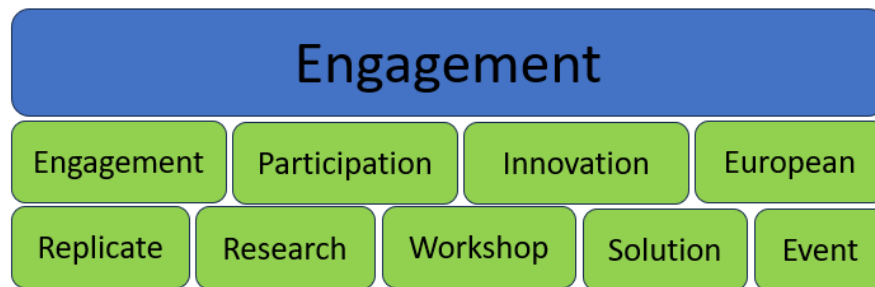 Engagement
Engagement Participation Innovation European
Replicate Research Workshop Solution Event